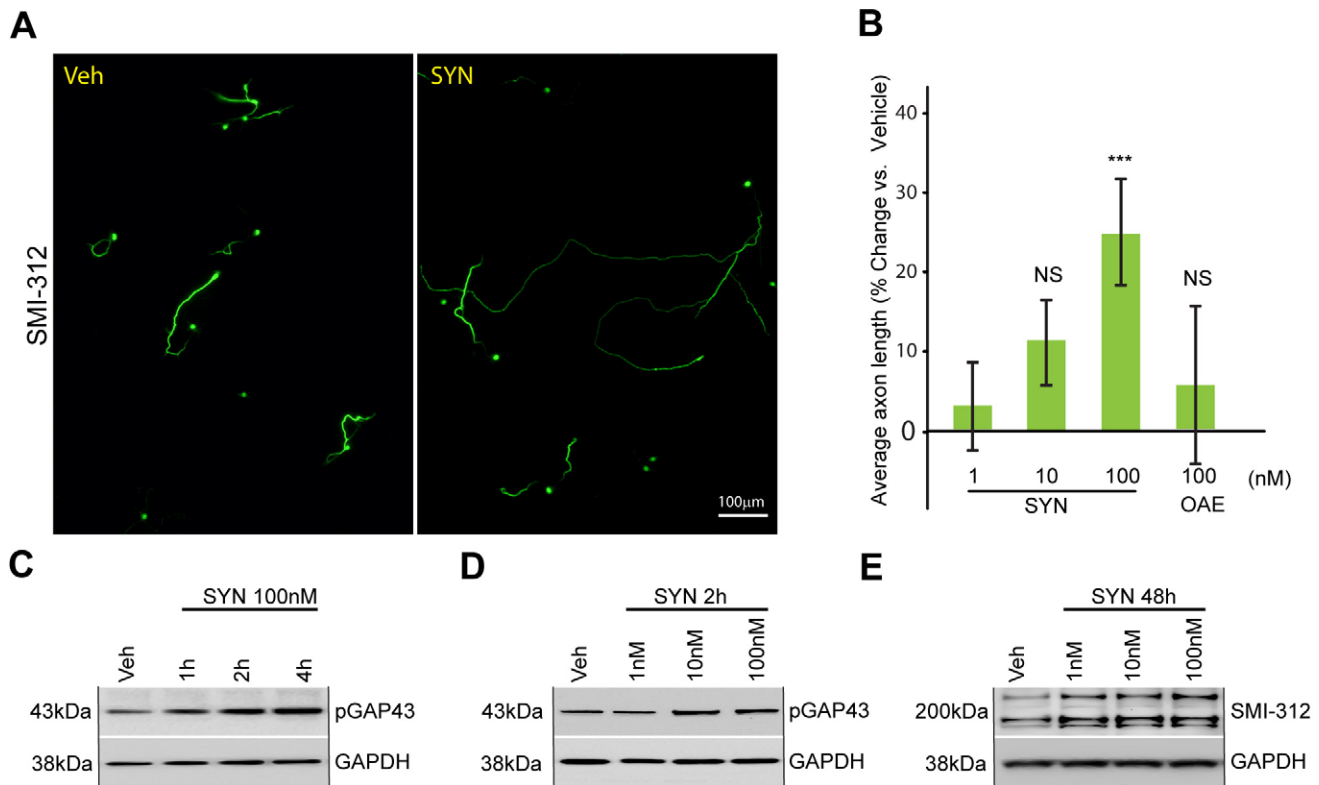 A
Veh
SYN
SMI-312
100μm
B
Average axon length (% Change vs. Vehicle)
40
30
20
10
0
NS
***
NS
1
10
100
100
(nM)
SYN
OAE
C
SYN 100nM
Veh
1h
2h
4h
43kDa
pGAP43
38kDa
GAPDH
D
SYN 2h
Veh
1nM
10nM
100nM
43kDa
pGAP43
38kDa
GAPDH
E
SYN 48h
Veh
1nM
10nM
100nM
200kDa
SMI-312
38kDa
GAPDH